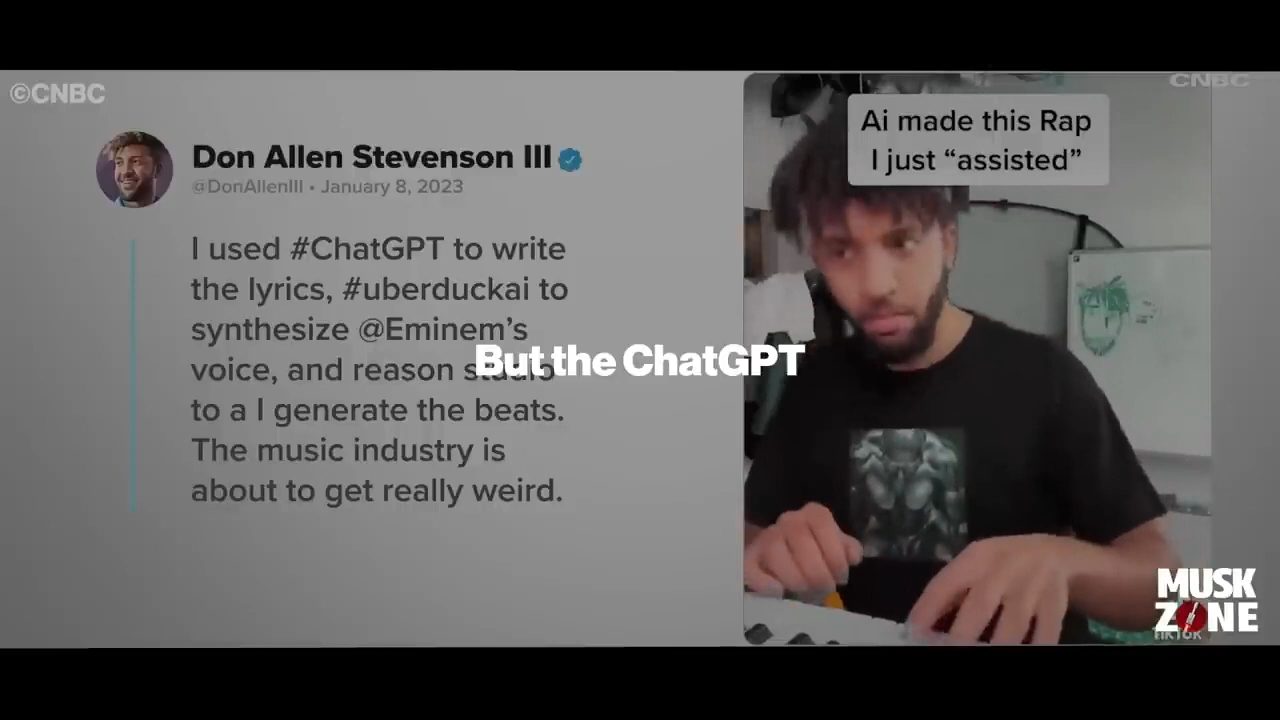 ©CNBC
CNBC
Don Allen Stevenson III
@DonAllenIII • January 8, 2023
I used #ChatGPT to write
the lyrics, #uberduckai to
synthesize @Eminem's
voice, and reason studio
to a I generate the beats.
The music industry is
about to get really weird.
Ai made this Rap
I just “assisted”
But the ChatGPT
MUSK
ZONE
TIKTOK